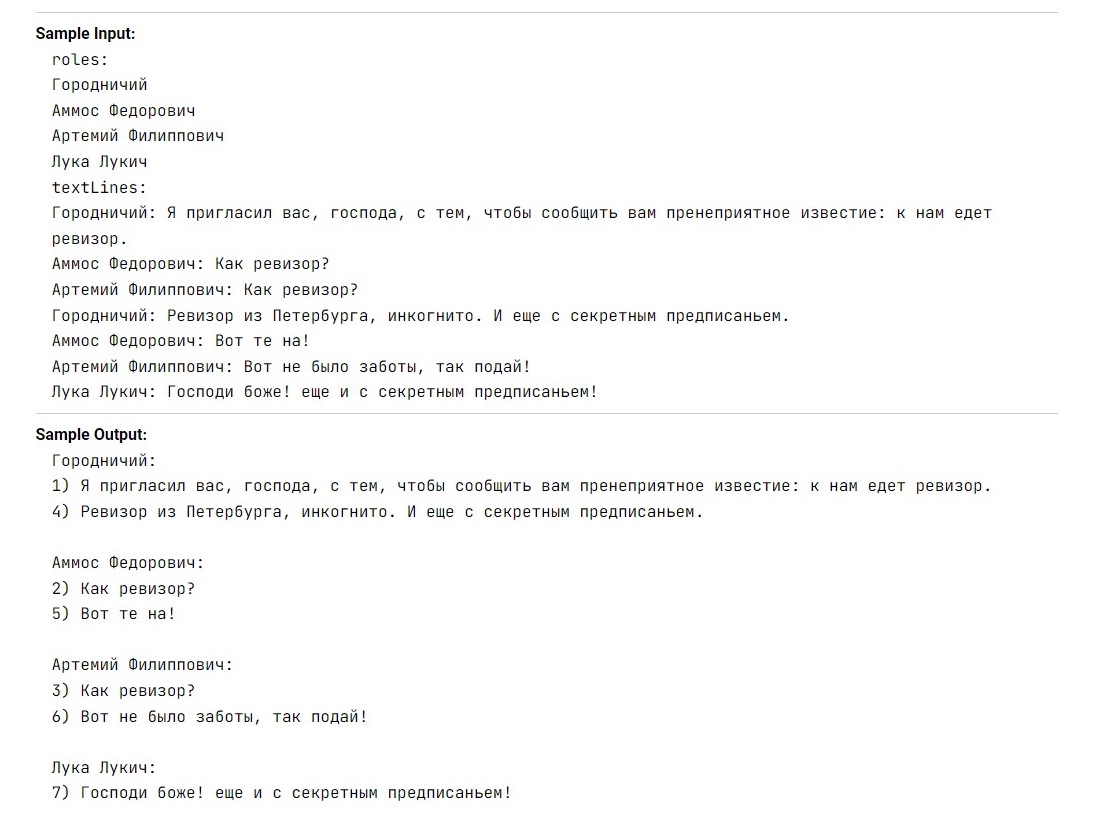 Sample Input:
roles:
Городничий
Аммос Федорович
Артемий Филиппович
Лука Лукич
textLines:
Городничий: Я пригласил вас, господа, с тем, чтобы сообщить вам пренеприятное известие: к нам едет
ревизор.
Аммос Федорович: Как ревизор?
Артемий Филиппович: Как ревизор?
Городничий: Ревизор из Петербурга, инкогнито. И еще с секретным предписаньем.
Аммос Федорович: Вот те на!
Артемий Филиппович: Вот не было заботы, так подай!
Лука Лукич: Господи боже! еще и с секретным предписаньем!
Sample Output:
Городничий:
1) Я пригласил вас, господа, с тем, чтобы сообщить вам пренеприятное известие: к нам едет ревизор.
4) Ревизор из Петербурга, инкогнито. И еще с секретным предписаньем.
Аммос Федорович:
2) Как ревизор?
5) Вот те на!
Артемий Филиппович:
3) Как ревизор?
6) Вот не было заботы, так подай!
Лука Лукич:
7) Господи боже! еще и с секретным предписаньем!